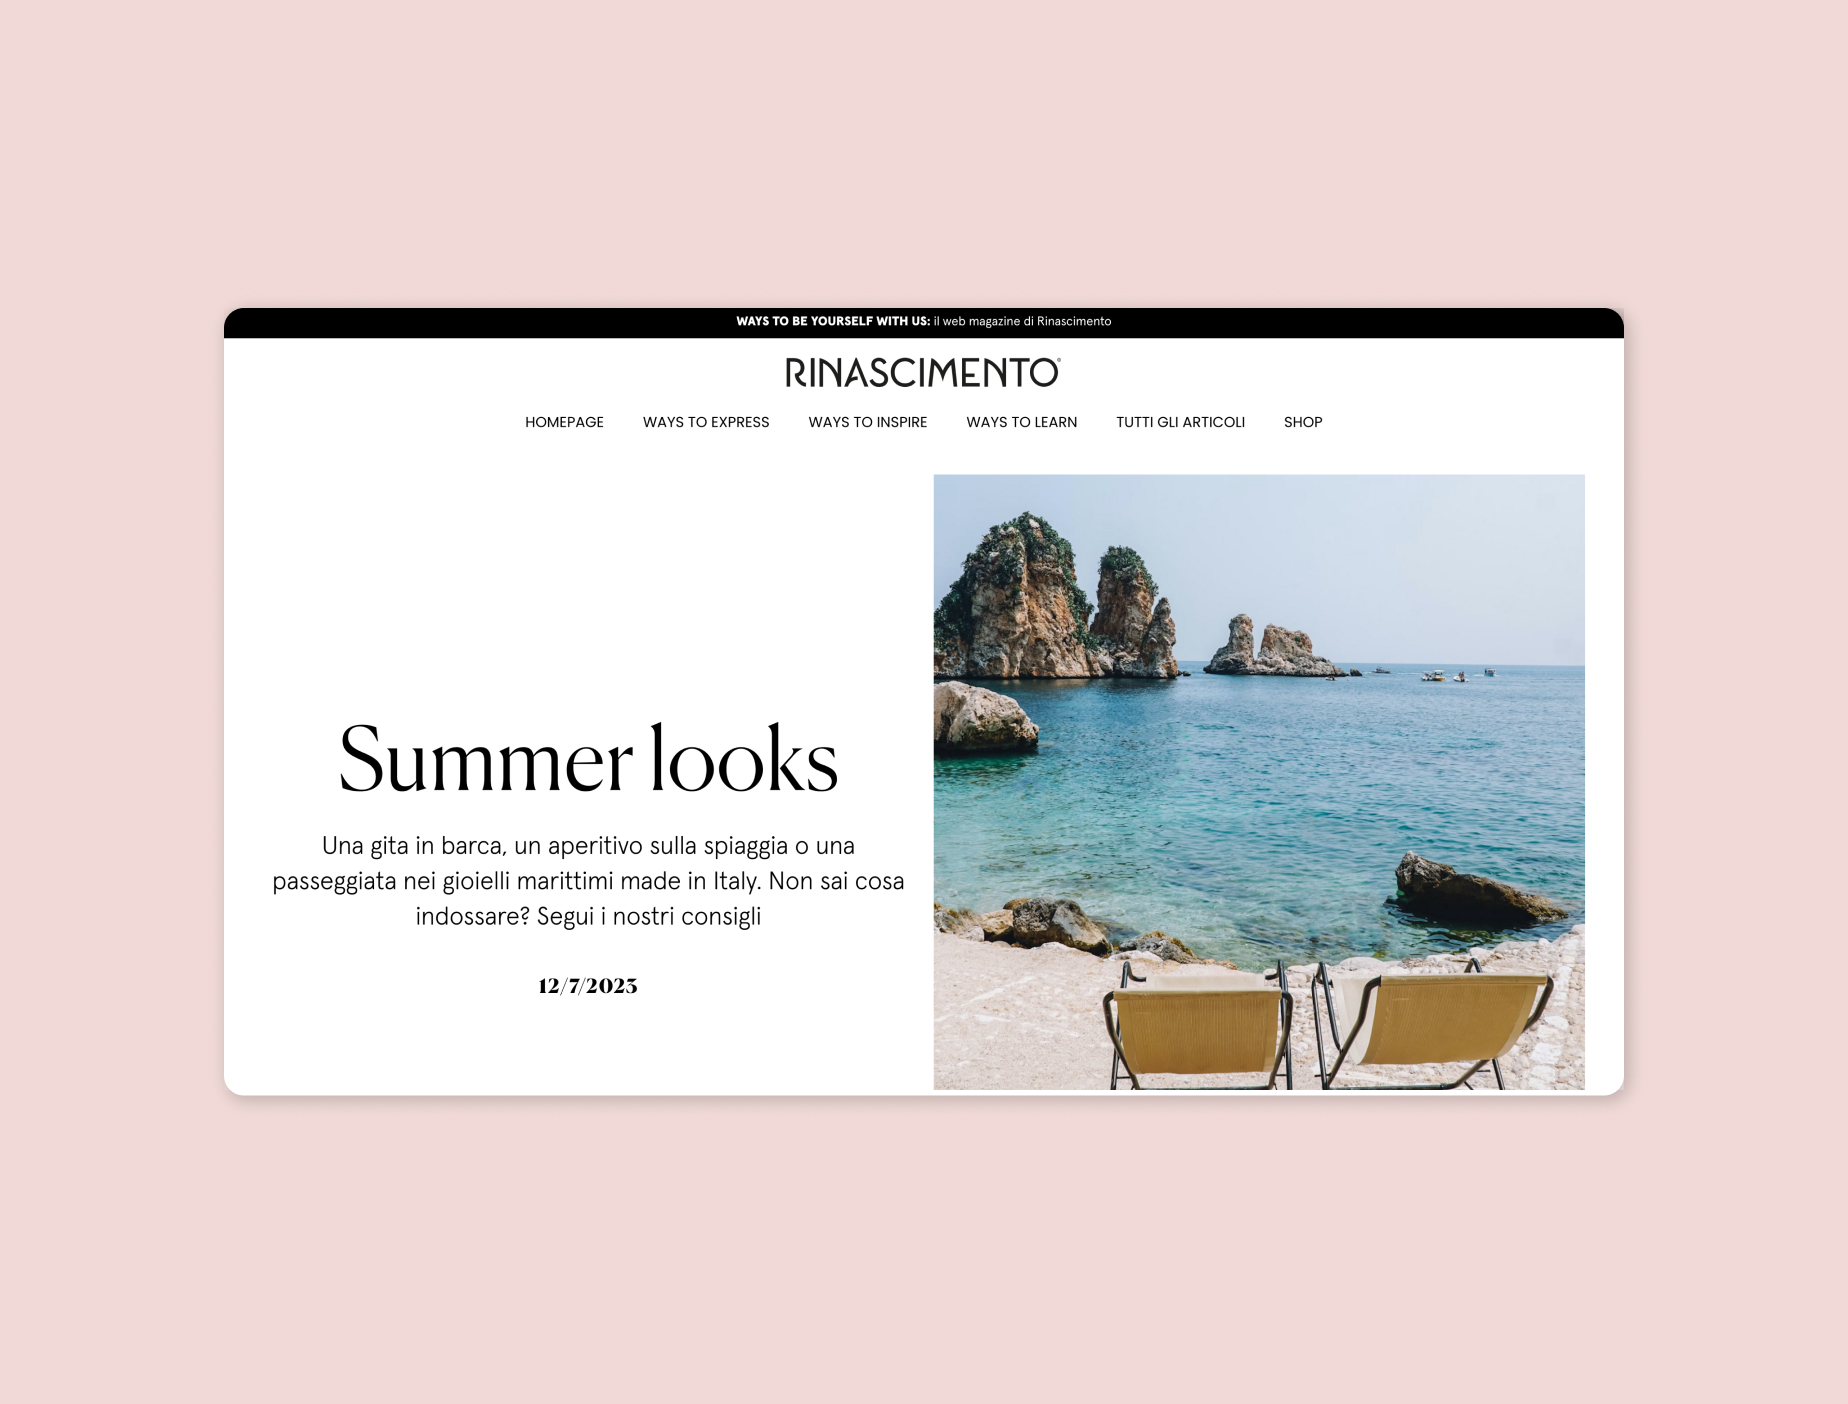 WAYS TO BE YOURSELF WITH US: il web magazine di Rinascimento
RINASCIMENTO
HOMEPAGE WAYS TO EXPRESS WAYS TO INSPIRE WAYS TO LEARN TUTTI GLI ARTICOLI SHOP
Summer looks
Una gita in barca, un aperitivo sulla spiaggia o una
passeggiata nei gioielli marittimi made in Italy. Non sai cosa
indossare? Segui i nostri consigli
12/7/2023